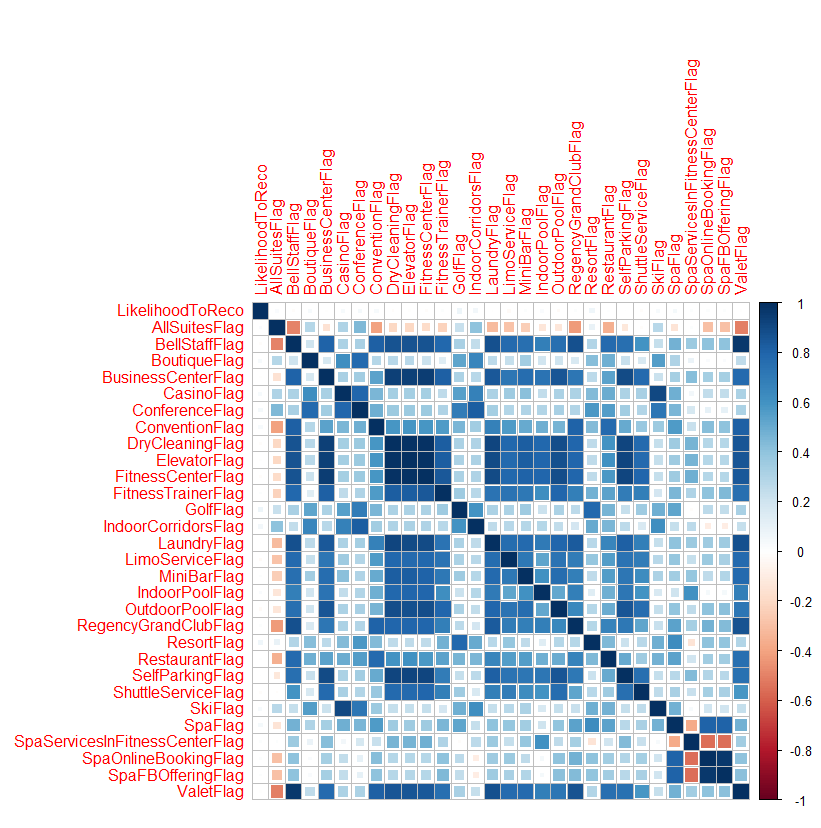 LikelihoodToReco
AllSuitesFlag
BellStaffFlag
BoutiqueFlag
BusinessCenterFlag
CasinoFlag
ConferenceFlag
ConventionFlag
DryCleaningFlag
ElevatorFlag
FitnessCenterFlag
FitnessTrainerFlag
GolfFlag
IndoorCorridorsFlag
LaundryFlag
LimoServiceFlag
MiniBarFlag
IndoorPoolFlag
OutdoorPoolFlag
RegencyGrandClubFlag
ResortFlag
RestaurantFlag
SelfParkingFlag
ShuttleServiceFlag
SkiFlag
SpaFlag
SpaServicesInFitnessCenterFlag
SpaOnlineBookingFlag
SpaFBOfferingFlag
ValetFlag
LikelihoodToReco
AllSuitesFlag
BellStaffFlag
BoutiqueFlag
BusinessCenterFlag
CasinoFlag
ConferenceFlag
ConventionFlag
DryCleaningFlag
ElevatorFlag
FitnessCenterFlag
FitnessTrainerFlag
GolfFlag
IndoorCorridorsFlag
LaundryFlag
LimoServiceFlag
MiniBarFlag
IndoorPoolFlag
OutdoorPoolFlag
RegencyGrandClubFlag
ResortFlag
RestaurantFlag
SelfParkingFlag
ShuttleServiceFlag
SkiFlag
SpaFlag
SpaServicesInFitnessCenterFlag
SpaOnlineBookingFlag
SpaFBOfferingFlag
ValetFlag
1
0.8
0.6
0.4
0.2
0
-0.2
-0.4
-0.6
-0.8
-1